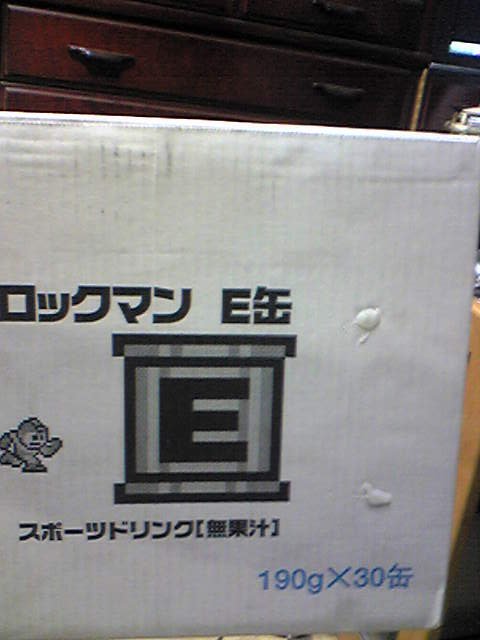 ロックマン E缶
E
スポーツドリンク[無果汁]
190g×30缶